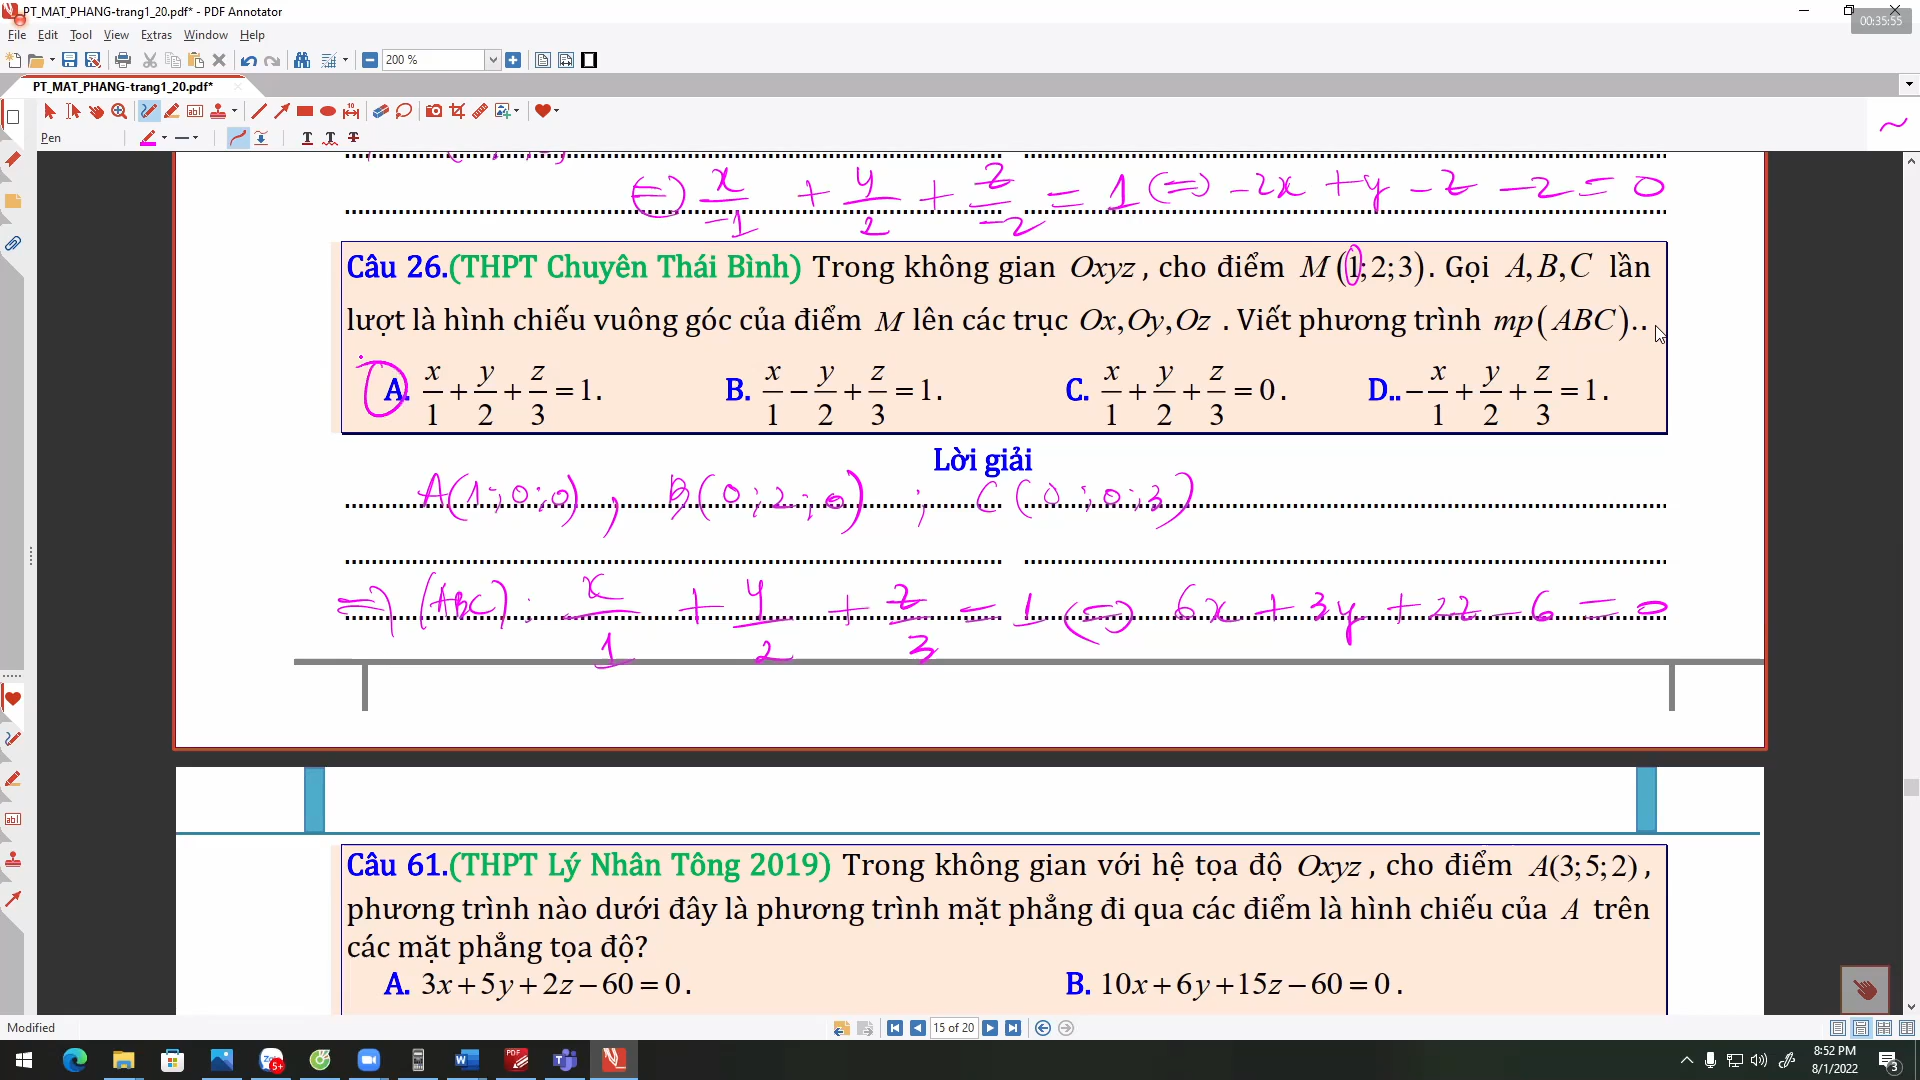 PT_MAT_PHANG-trang1_20.pdf* - PDF Annotator
00:35:55
File Edit Tool View Extras Window Help
200 %
PT_MAT_PHANG-trang1_20.pdf*
Pen
(=) x/-1 + y/2 + z/-2 = 1 (=) -2x + y - z - 2 = 0
Câu 26.(THPT Chuyên Thái Bình) Trong không gian Oxyz, cho điểm M(1;2;3). Gọi A,B,C lần
lượt là hình chiếu vuông góc của điểm M lên các trục Ox,Oy,Oz. Viết phương trình mp(ABC)..
A. x/1 + y/2 + z/3 = 1. B. x/1 - y/2 + z/3 = 1. C. x/1 + y/2 + z/3 = 0. D.. -x/1 + y/2 + z/3 = 1.
Lời giải
A(1;0;0), B(0;2;0) ; C(0;0;3)
=> (ABC): x/1 + y/2 + z/3 = 1 (=) 6x + 3y + 2z - 6 = 0
Câu 61.(THPT Lý Nhân Tông 2019) Trong không gian với hệ tọa độ Oxyz, cho điểm A(3;5;2),
phương trình nào dưới đây là phương trình mặt phẳng đi qua các điểm là hình chiếu của A trên
các mặt phẳng tọa độ?
A. 3x+5y+2z-60=0. B. 10x+6y+15z-60=0.
Modified
15 of 20
8:52 PM
8/1/2022